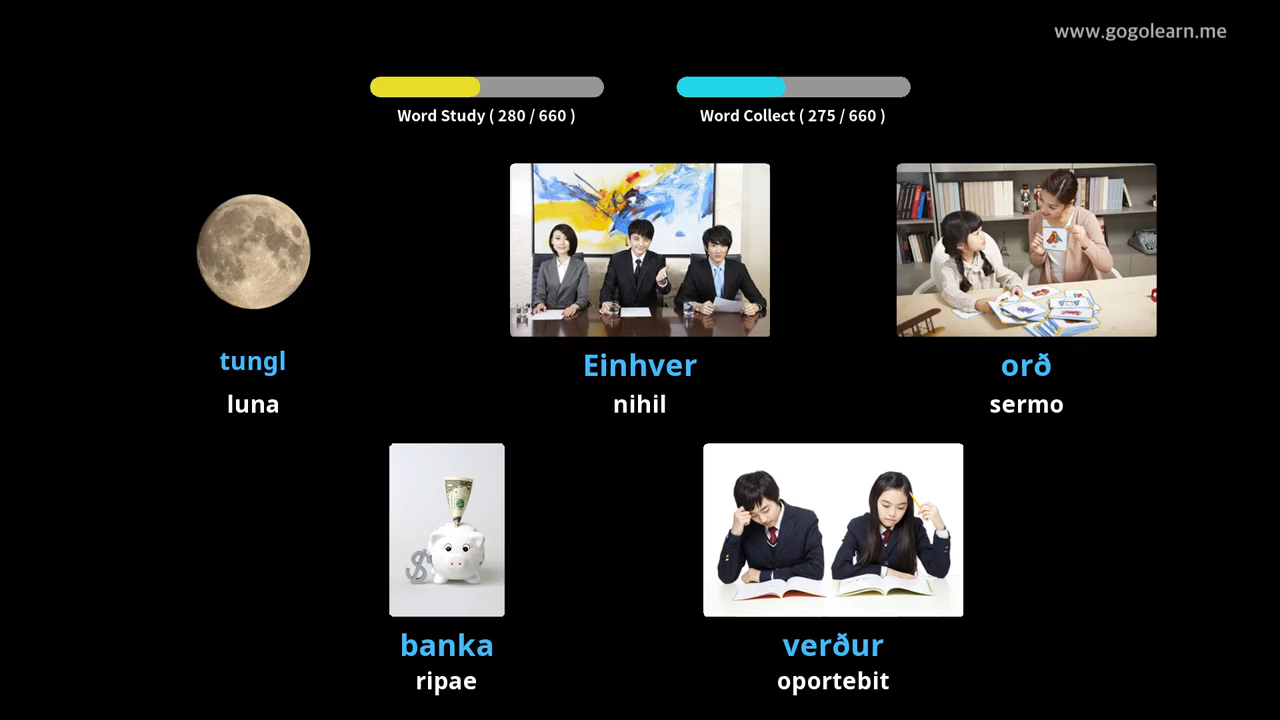 www.gogolearn.me
Word Study ( 280 / 660 )
Word Collect ( 275 / 660 )
tungl
luna
Einhver
nihil
orð
sermo
banka
ripae
verður
oportebit